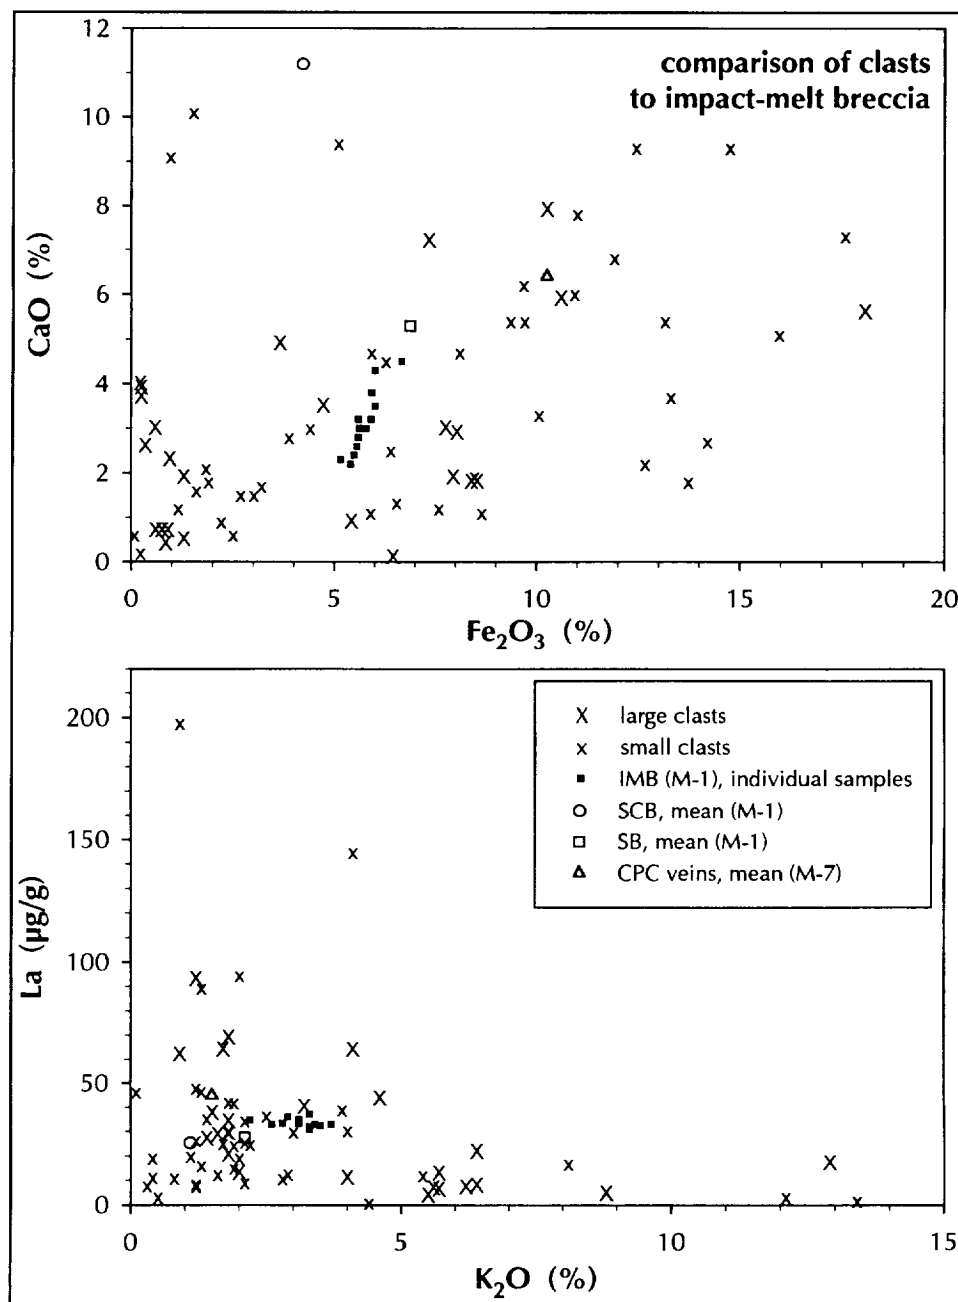 comparison of clasts
to impact-melt breccia
12
10
8
6
4
2
0
CaO (%)
0 5 10 15 20
Fe₂O₃ (%)
200
150
100
50
0
La (µg/g)
X large clasts
x small clasts
IMB (M-1), individual samples
SCB, mean (M-1)
SB, mean (M-1)
CPC veins, mean (M-7)
0 5 10 15
K₂O (%)